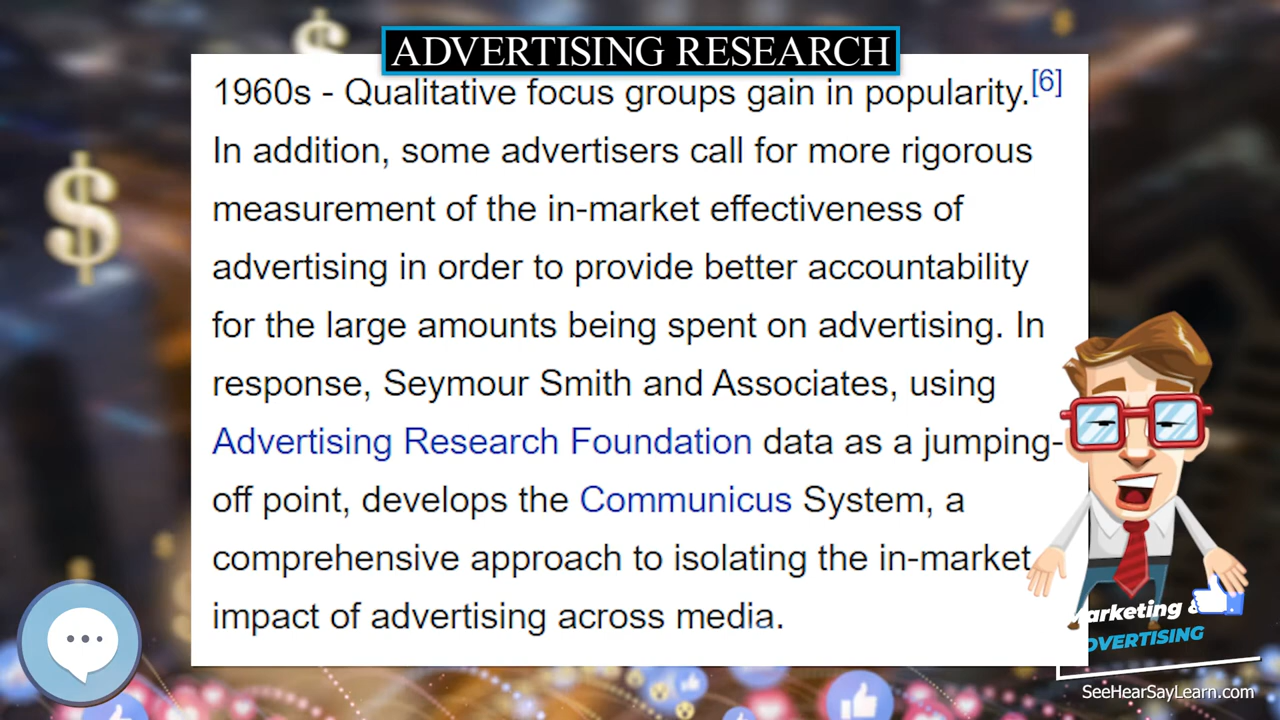 ADVERTISING RESEARCH
1960s - Qualitative focus groups gain in popularity.[6]
In addition, some advertisers call for more rigorous
measurement of the in-market effectiveness of
advertising in order to provide better accountability
for the large amounts being spent on advertising. In
response, Seymour Smith and Associates, using
Advertising Research Foundation data as a jumping-
off point, develops the Communicus System, a
comprehensive approach to isolating the in-market
impact of advertising across media.
arketing &
DVERTISING
SeeHearSayLearn.com